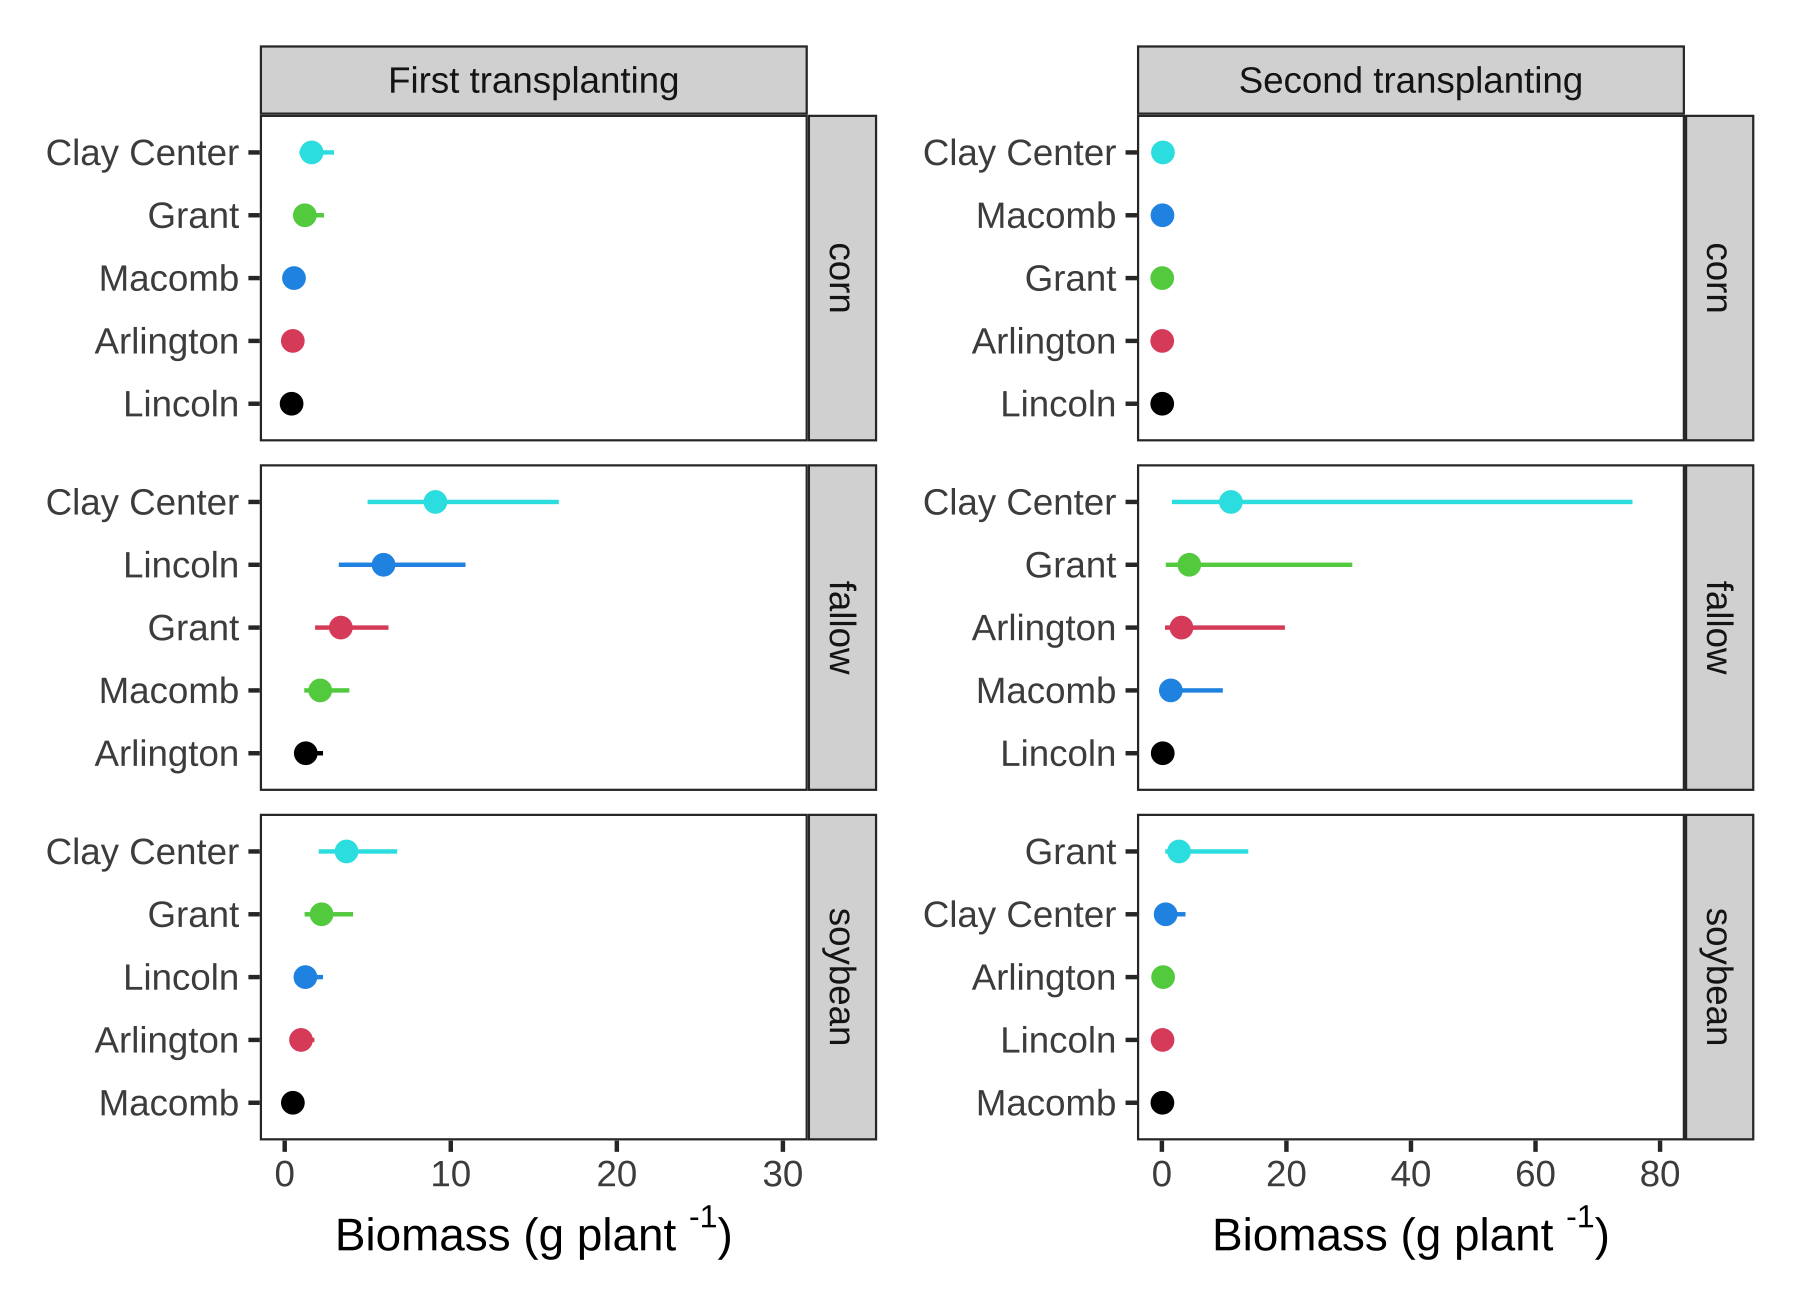 First transplanting
Clay Center
Grant
Macomb
Arlington
Lincoln
corn
Clay Center
Lincoln
Grant
Macomb
Arlington
fallow
Clay Center
Grant
Lincoln
Arlington
Macomb
soybean
0 10 20 30
Biomass (g plant -1)
Second transplanting
Clay Center
Macomb
Grant
Arlington
Lincoln
corn
Clay Center
Grant
Arlington
Macomb
Lincoln
fallow
Grant
Clay Center
Arlington
Lincoln
Macomb
soybean
0 20 40 60 80
Biomass (g plant -1)